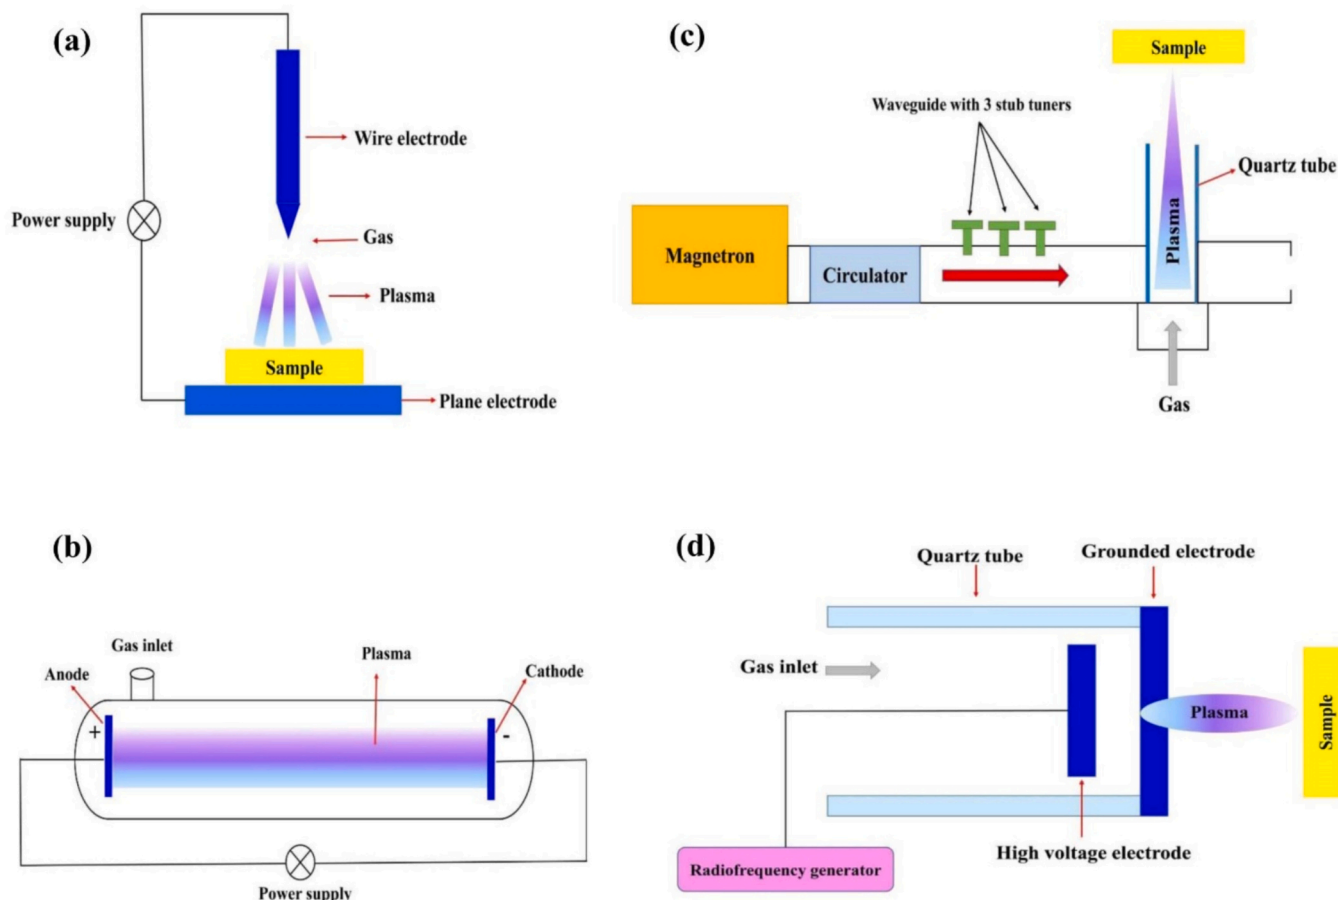 (a)
Wire electrode
Power supply
Gas
Plasma
Sample
Plane electrode
(c)
Sample
Waveguide with 3 stub tuners
Quartz tube
Magnetron
Circulator
Plasma
Gas
(b)
Gas inlet
Plasma
Anode
Cathode
+
-
Power supply
(d)
Quartz tube
Grounded electrode
Gas inlet
Plasma
Sample
High voltage electrode
Radiofrequency generator